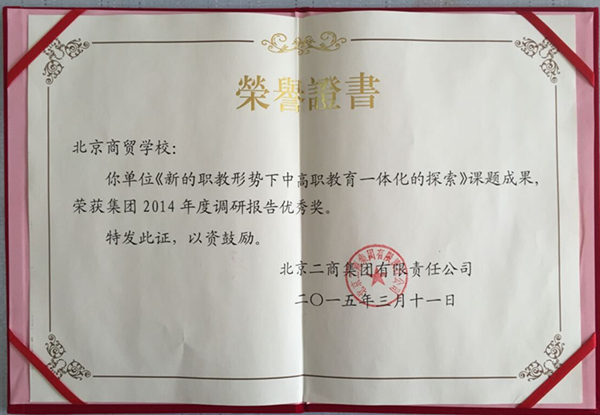 榮譽證書
北京商贸学校：
你单位《新的职教形势下中高职教育一体化的探索》课题成果，
荣获集团2014年度调研报告优秀奖。
特发此证，以资鼓励。
北京二商集团有限责任公司
二〇一五年三月十一日